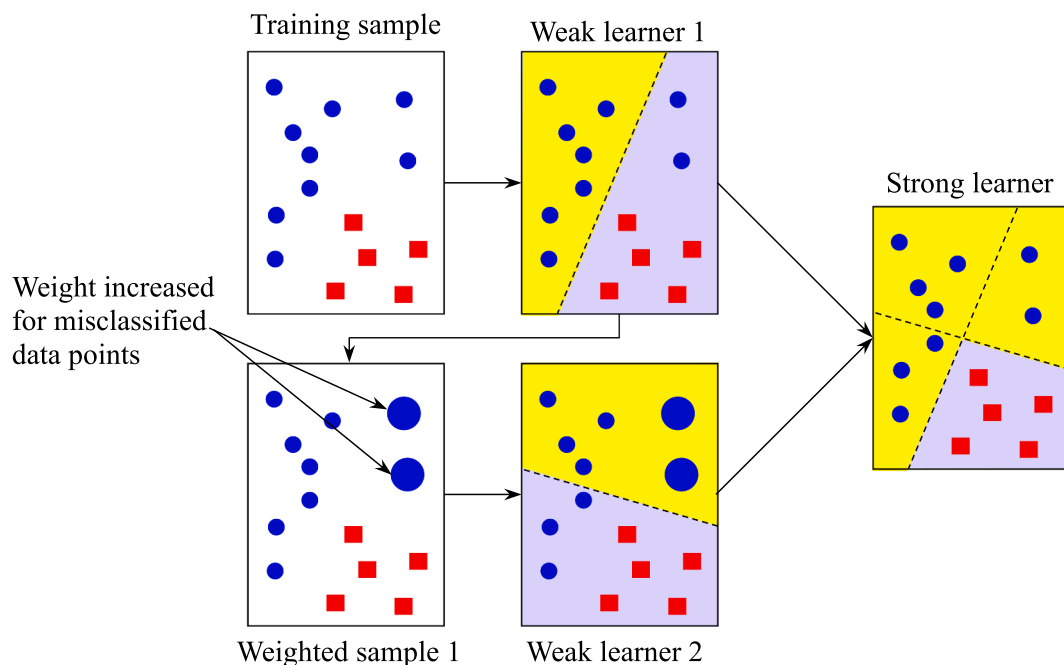 Training sample
Weak learner 1
Strong learner
Weight increased
for misclassified
data points
Weighted sample 1
Weak learner 2